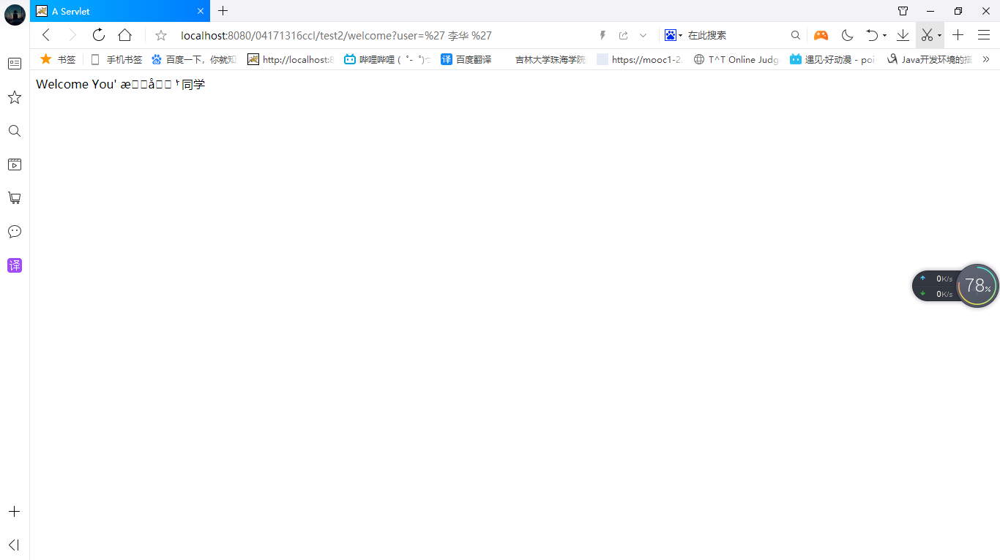 A Servlet
localhost:8080/04171316ccl/test2/welcome?user=%27 李华 %27
在此搜索
书签
手机书签
百度一下，你就知
http://localhost:8
哔哩哔哩 ( ゜- ゜)つ
百度翻译
吉林大学珠海学院
https://mooc1-2.
T^T Online Judg
遇见·好动漫 - poi
Java开发环境的搭
Welcome You' 同学
译
0K/s
78%
0K/s